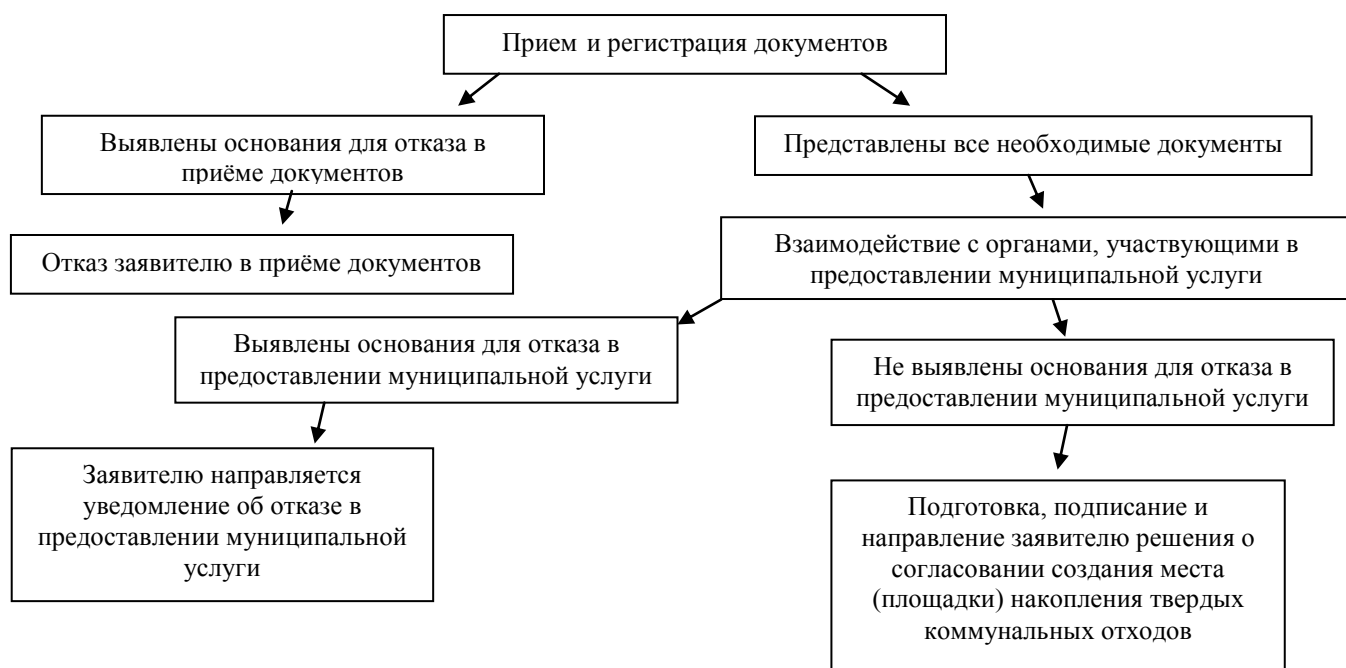 Прием и регистрация документов
Выявлены основания для отказа в
приёме документов
Представлены все необходимые документы
Отказ заявителю в приёме документов
Взаимодействие с органами, участвующими в
предоставлении муниципальной услуги
Выявлены основания для отказа в
предоставлении муниципальной услуги
Не выявлены основания для отказа в
предоставлении муниципальной услуги
Заявителю направляется
уведомление об отказе в
предоставлении муниципальной
услуги
Подготовка, подписание и
направление заявителю решения о
согласовании создания места
(площадки) накопления твердых
коммунальных отходов